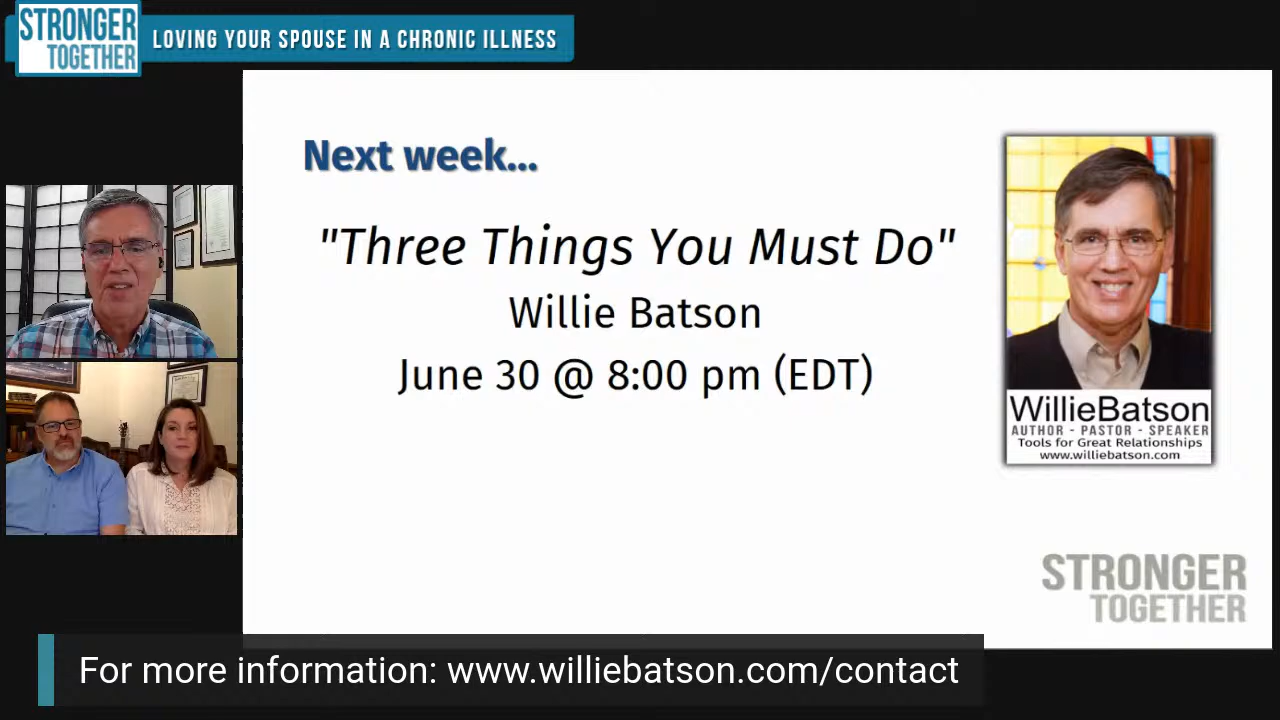 STRONGER
TOGETHER
LOVING YOUR SPOUSE IN A CHRONIC ILLNESS
Next week...
"Three Things You Must Do"
Willie Batson
June 30 @ 8:00 pm (EDT)
WillieBatson
AUTHOR - PASTOR - SPEAKER
Tools for Great Relationships
www.williebatson.com
STRONGER
TOGETHER
For more information: www.williebatson.com/contact